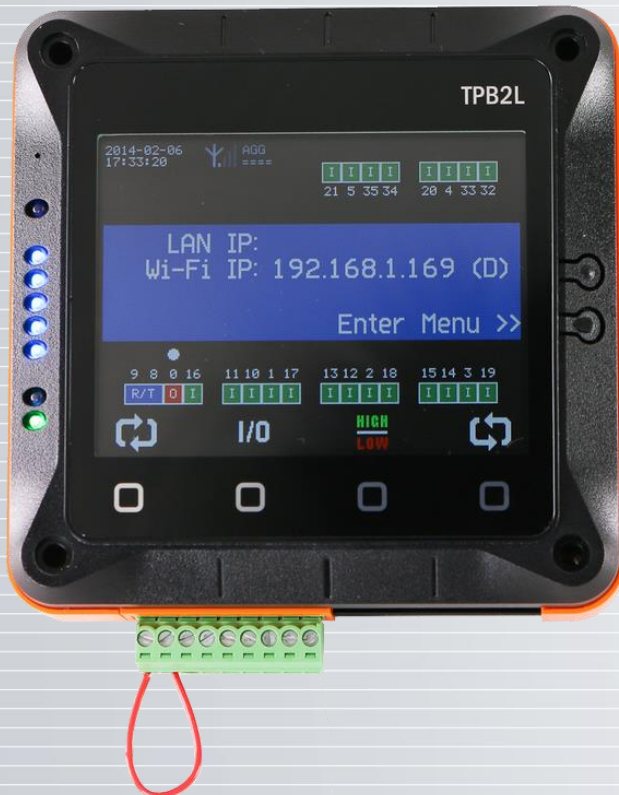 TPB2L
2014-02-06
17:33:20
AGG
====
I I I I I I I I
21 5 35 34 20 4 33 32
LAN IP:
Wi-Fi IP: 192.168.1.169 (D)
Enter Menu >>
9 8 0 16 11 10 1 17 13 12 2 18 15 14 3 19
R/T O I I I I I I I I I I I I I
I/O
HIGH
LOW